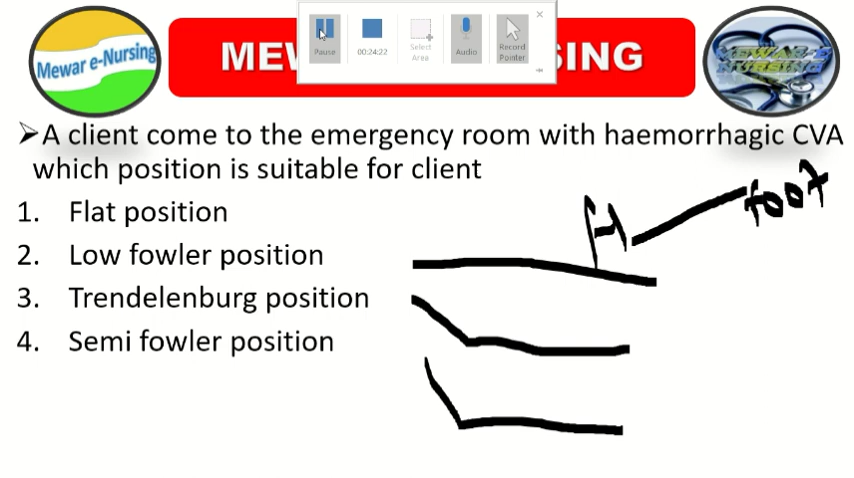 Mewar e-Nursing
MEW
SING
MEWAR E
NURSING
Pause
00:24:22
Select
Area
Audio
Record
Pointer
➢A client come to the emergency room with haemorrhagic CVA
which position is suitable for client
1. Flat position
2. Low fowler position
3. Trendelenburg position
4. Semi fowler position
foot